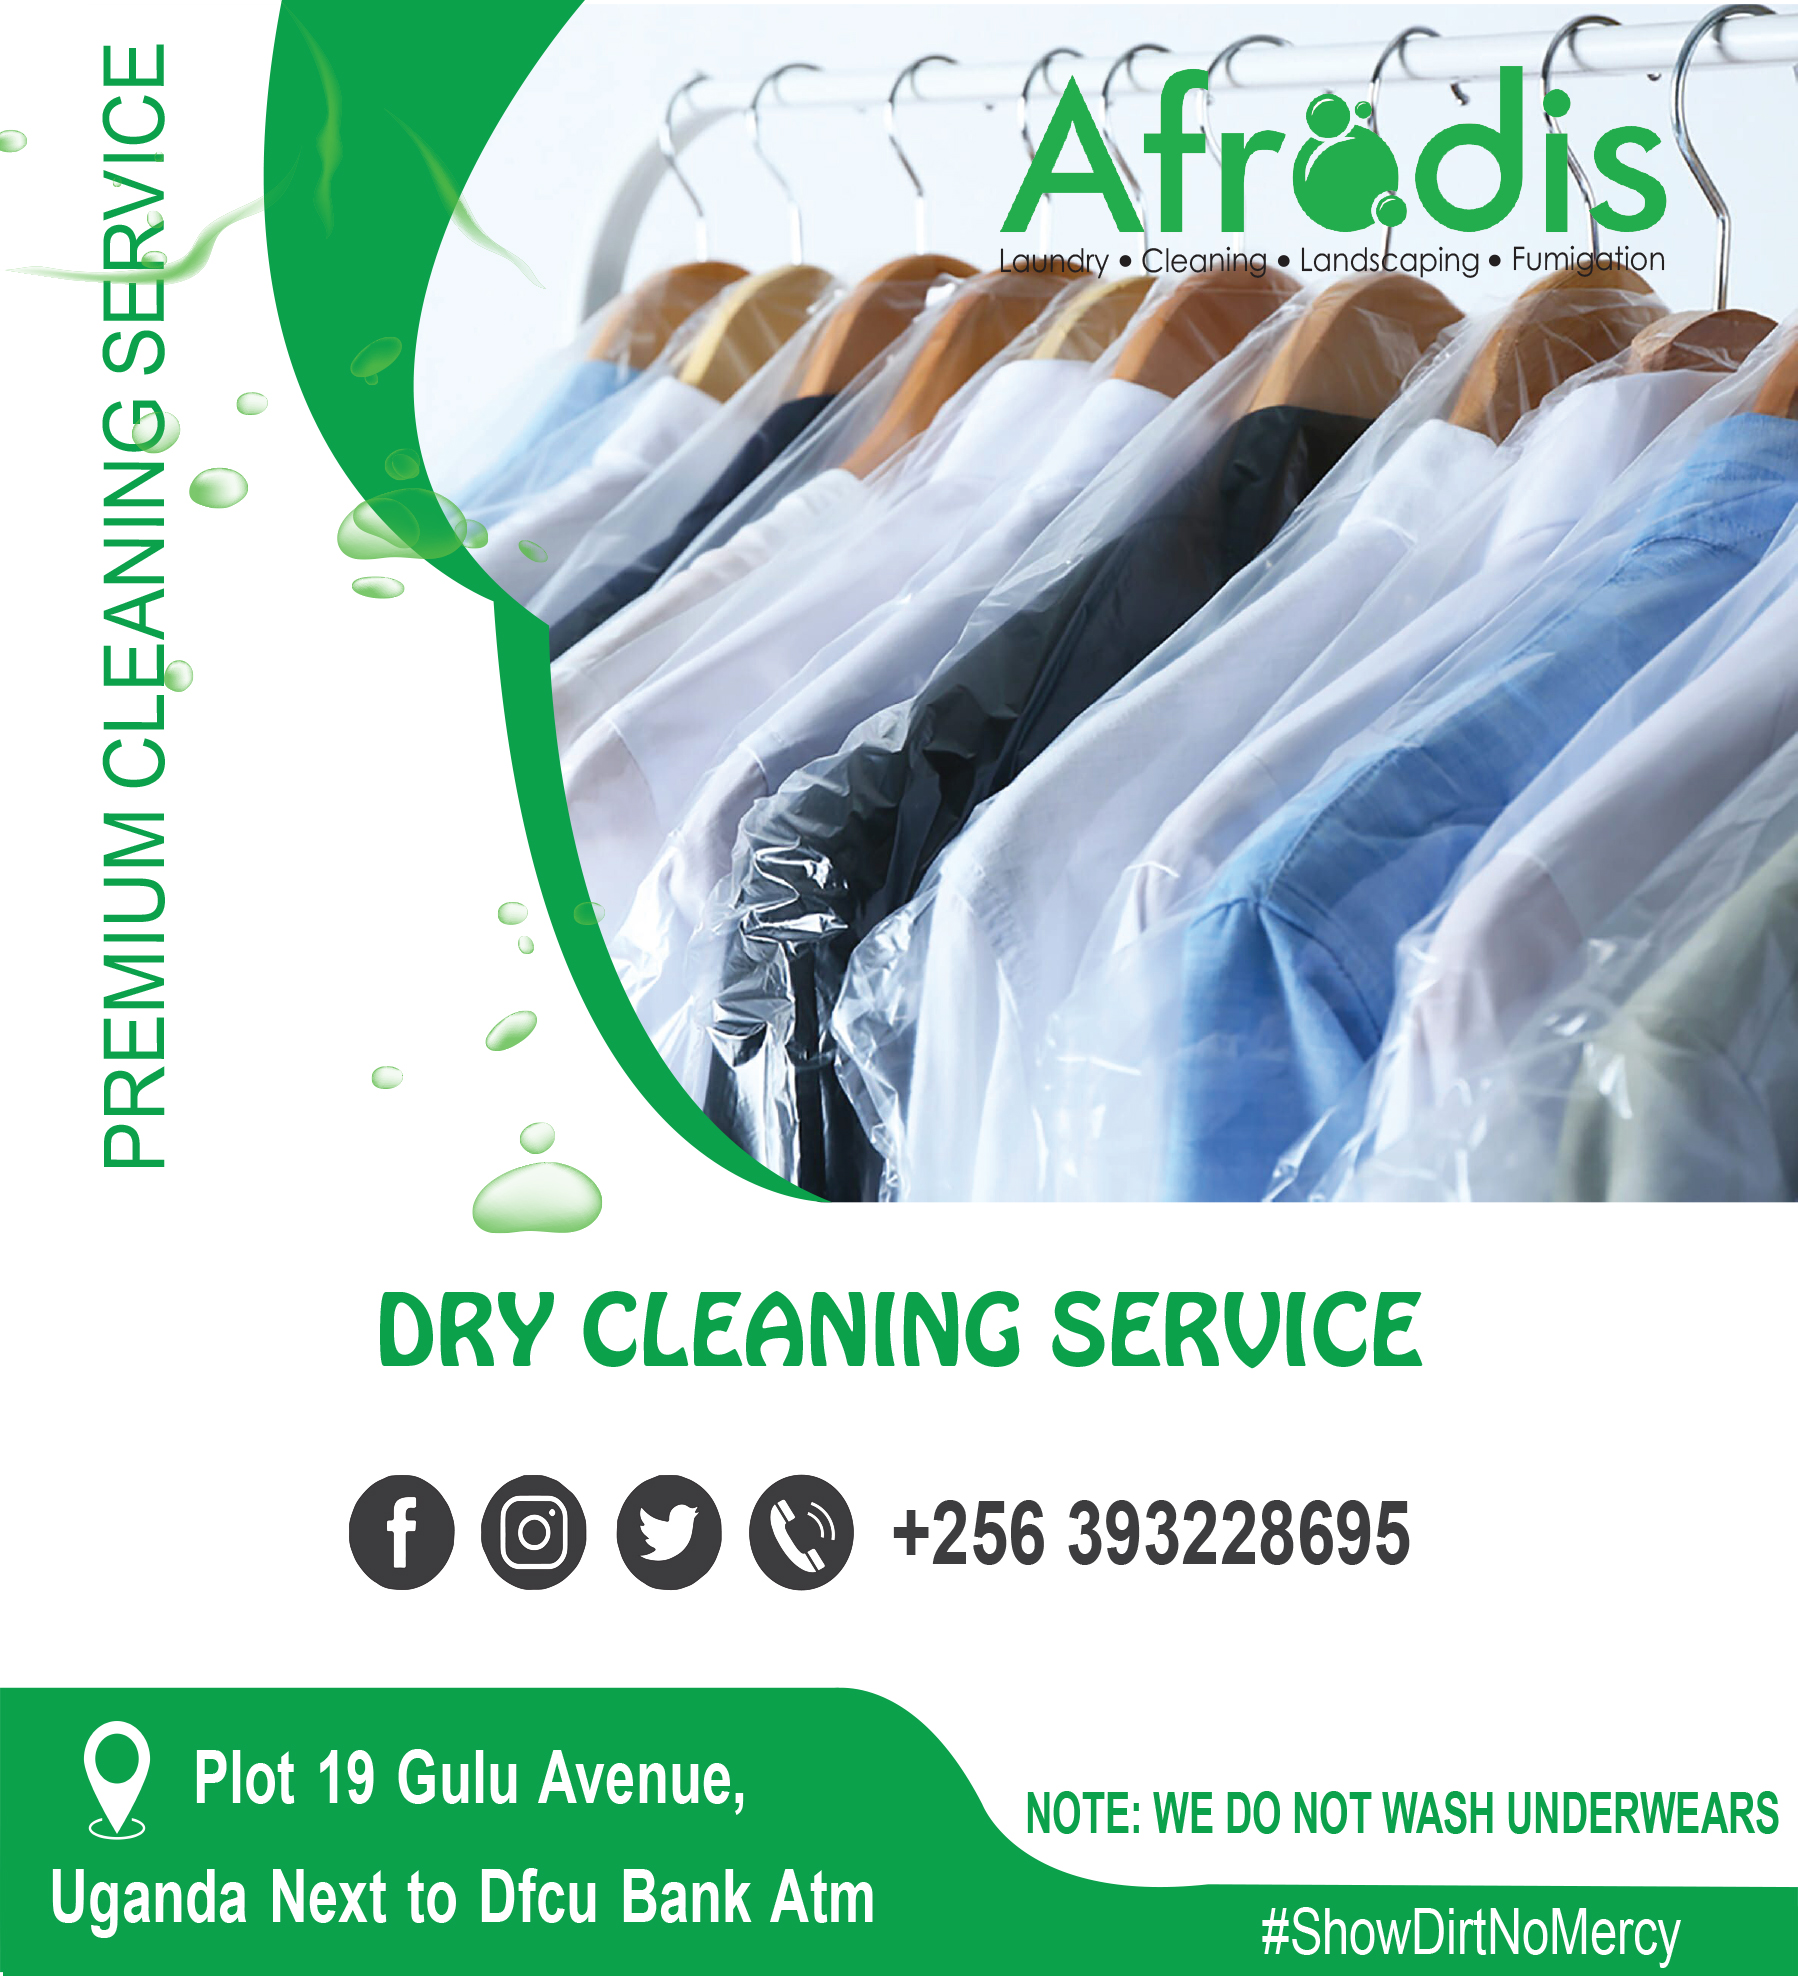 PREMIUM CLEANING SERVICE
Afrodis
Laundry • Cleaning • Landscaping • Fumigation
DRY CLEANING SERVICE
+256 393228695
Plot 19 Gulu Avenue,
Uganda Next to Dfcu Bank Atm
NOTE: WE DO NOT WASH UNDERWEARS
#ShowDirtNoMercy